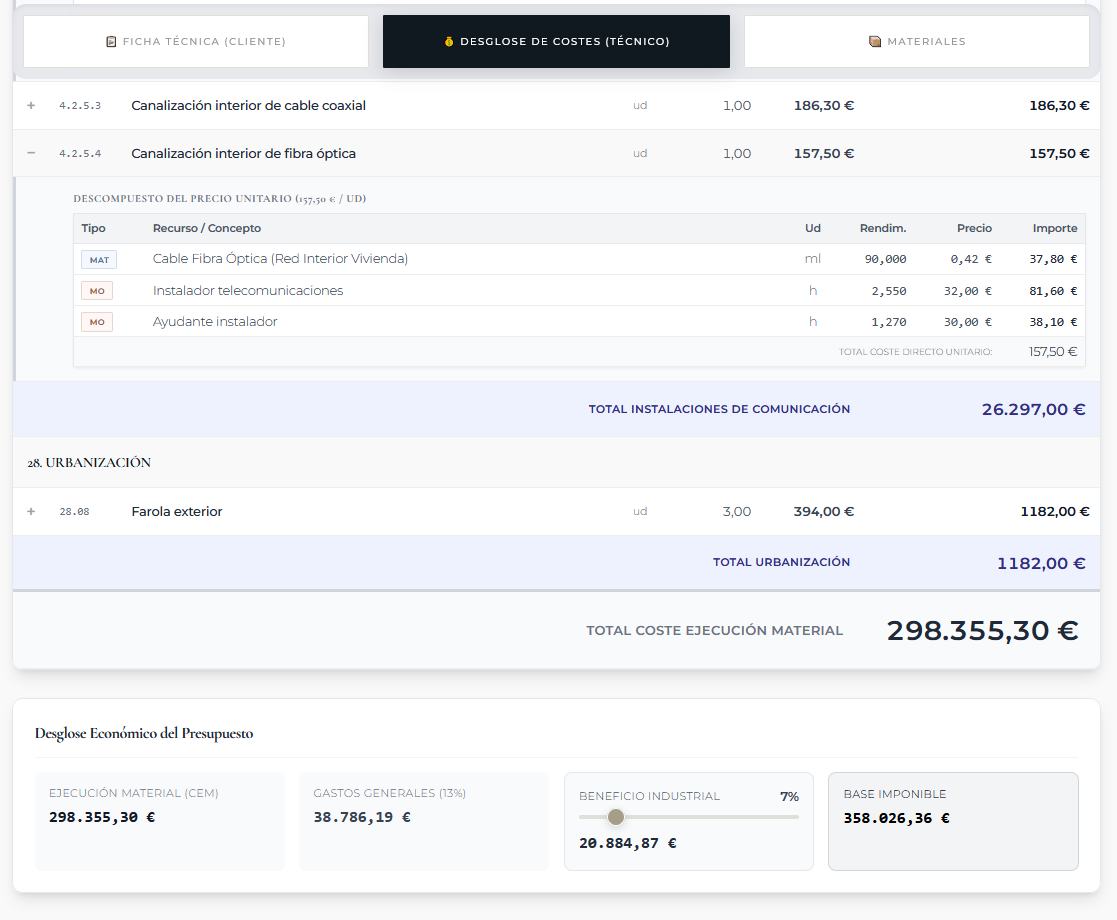 FICHA TÉCNICA (CLIENTE) DESGLOSE DE COSTES (TÉCNICO) MATERIALES
+ 4.2.5.3 Canalización interior de cable coaxial ud 1,00 186,30 € 186,30 €
− 4.2.5.4 Canalización interior de fibra óptica ud 1,00 157,50 € 157,50 €
DESCOMPUESTO DEL PRECIO UNITARIO (157,50 € / UD)
Tipo Recurso / Concepto Ud Rendim. Precio Importe
MAT Cable Fibra Óptica (Red Interior Vivienda) ml 90,000 0,42 € 37,80 €
MO Instalador telecomunicaciones h 2,550 32,00 € 81,60 €
MO Ayudante instalador h 1,270 30,00 € 38,10 €
TOTAL COSTE DIRECTO UNITARIO: 157,50 €
TOTAL INSTALACIONES DE COMUNICACIÓN 26.297,00 €
28. URBANIZACIÓN
+ 28.08 Farola exterior ud 3,00 394,00 € 1182,00 €
TOTAL URBANIZACIÓN 1182,00 €
TOTAL COSTE EJECUCIÓN MATERIAL 298.355,30 €
Desglose Económico del Presupuesto
EJECUCIÓN MATERIAL (CEM) GASTOS GENERALES (13%) BENEFICIO INDUSTRIAL 7% BASE IMPONIBLE
298.355,30 € 38.786,19 € 20.884,87 € 358.026,36 €